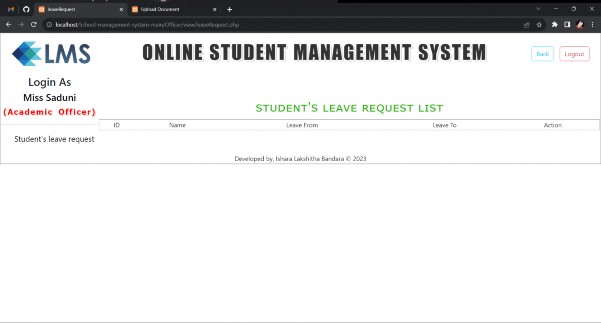 leaveRequest
Upload Document
localhost/School-management-system-main/Officer/view/leaveRequest.php
LMS
ONLINE STUDENT MANAGEMENT SYSTEM
Back
Logout
Login As
Miss Saduni
(Academic Officer)
Student's leave request
STUDENT'S LEAVE REQUEST LIST
ID Name Leave From Leave To Action
Developed by, Ishara Lakshitha Bandara © 2023